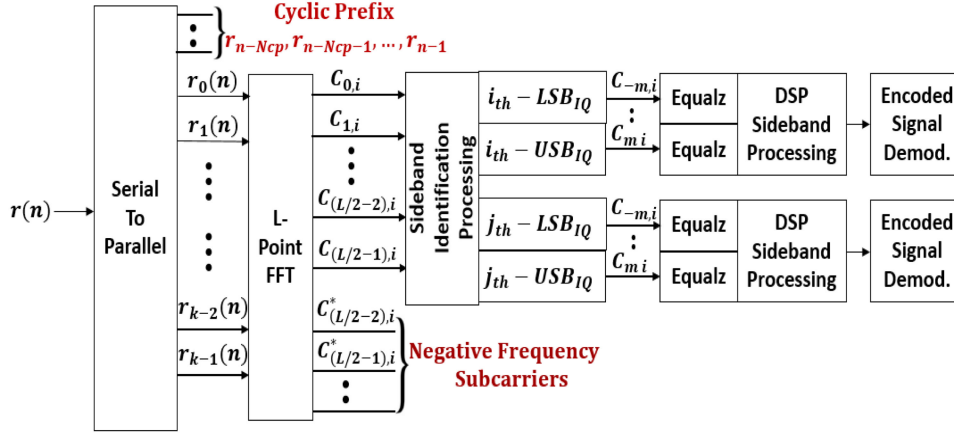 Cyclic Prefix
r_{n-Ncp}, r_{n-Ncp-1}, ..., r_{n-1}
r(n)
Serial
To
Parallel
r_0(n)
r_1(n)
r_{k-2}(n)
r_{k-1}(n)
L-
Point
FFT
C_{0,i}
C_{1,i}
C_{(L/2-2),i}
C_{(L/2-1),i}
C^*_{(L/2-2),i}
C^*_{(L/2-1),i}
Negative Frequency
Subcarriers
Sideband
Identification
Processing
i_{th} - LSB_{IQ}
i_{th} - USB_{IQ}
j_{th} - LSB_{IQ}
j_{th} - USB_{IQ}
C_{-m,i}
C_{m i}
C_{-m,i}
C_{m i}
Equalz
Equalz
DSP
Sideband
Processing
Encoded
Signal
Demod.
Equalz
Equalz
DSP
Sideband
Processing
Encoded
Signal
Demod.